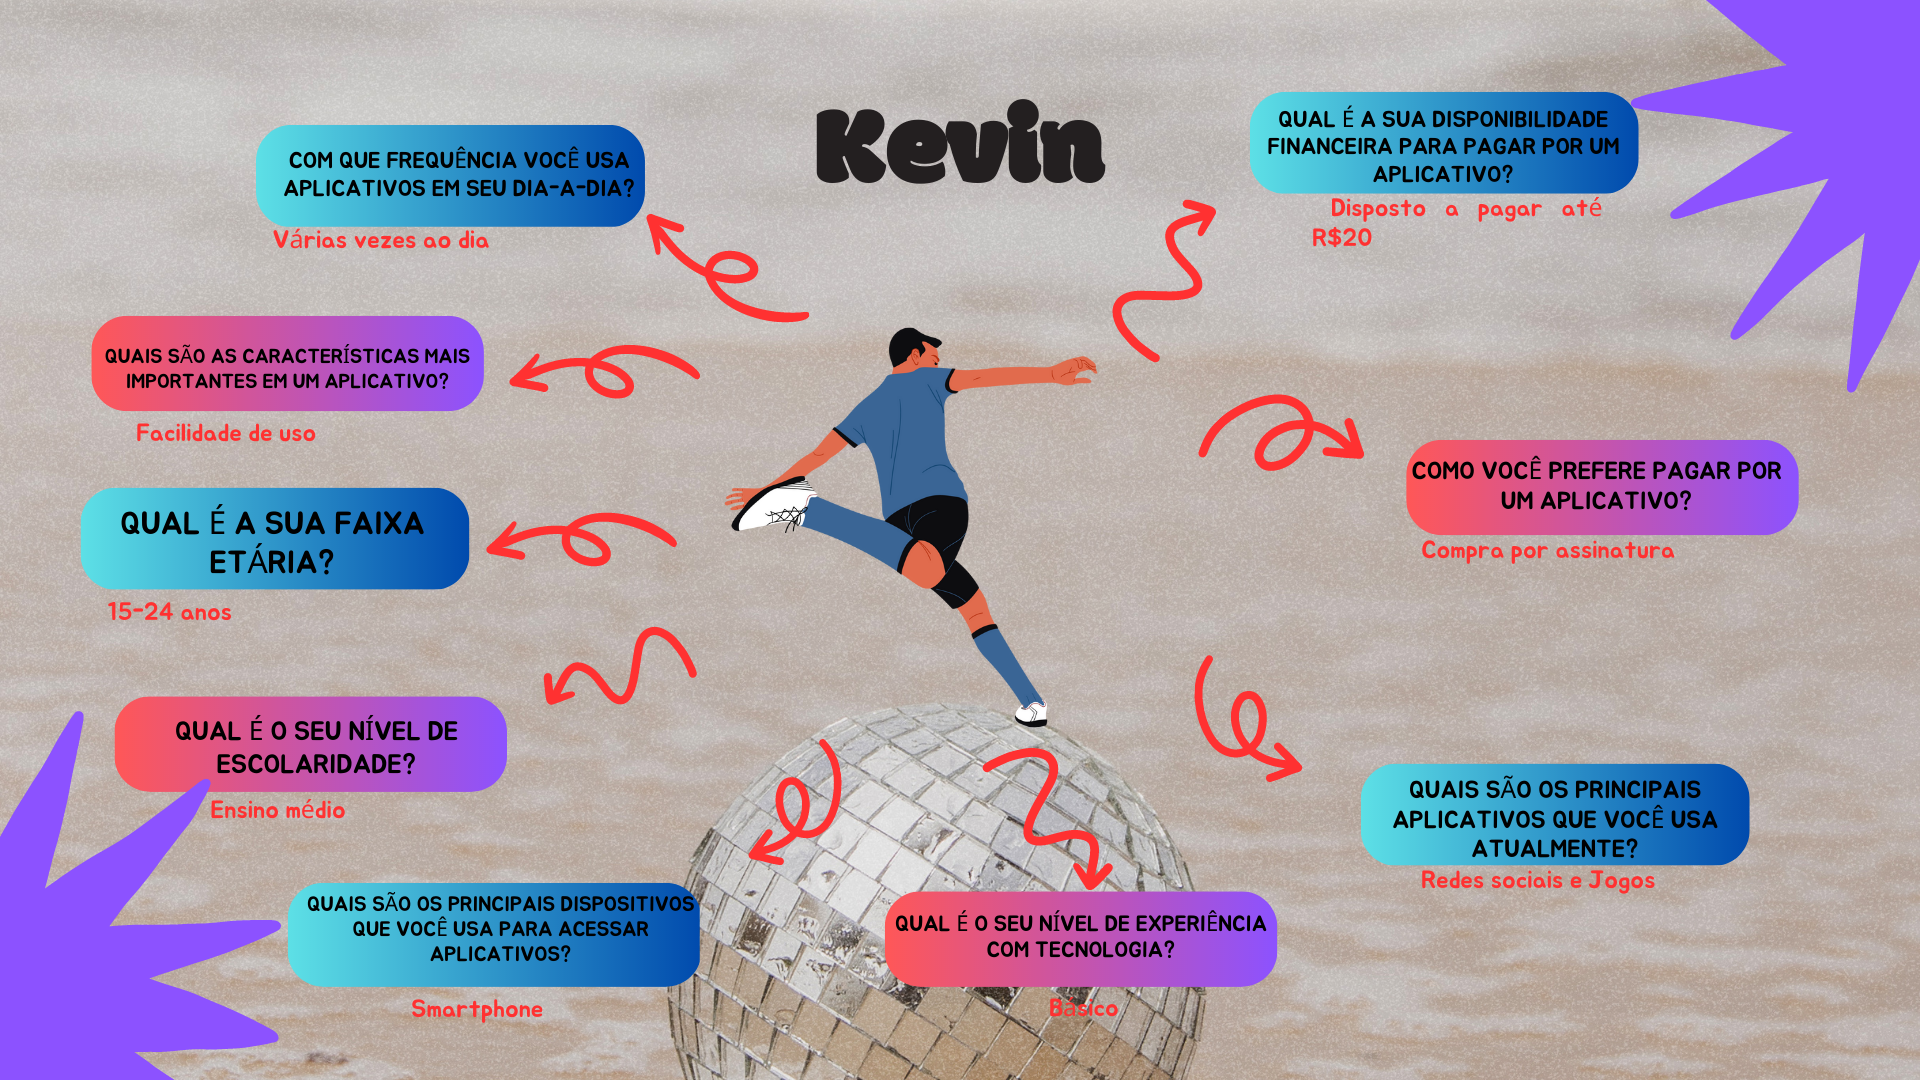 Kevin
COM QUE FREQUÊNCIA VOCÊ USA
APLICATIVOS EM SEU DIA-A-DIA?
Várias vezes ao dia
QUAIS SÃO AS CARACTERÍSTICAS MAIS
IMPORTANTES EM UM APLICATIVO?
Facilidade de uso
QUAL É A SUA FAIXA
ETÁRIA?
15-24 anos
QUAL É O SEU NÍVEL DE
ESCOLARIDADE?
Ensino médio
QUAIS SÃO OS PRINCIPAIS DISPOSITIVOS
QUE VOCÊ USA PARA ACESSAR
APLICATIVOS?
Smartphone
QUAL É O SEU NÍVEL DE EXPERIÊNCIA
COM TECNOLOGIA?
Básico
QUAL É A SUA DISPONIBILIDADE
FINANCEIRA PARA PAGAR POR UM
APLICATIVO?
Disposto a pagar até
R$20
COMO VOCÊ PREFERE PAGAR POR
UM APLICATIVO?
Compra por assinatura
QUAIS SÃO OS PRINCIPAIS
APLICATIVOS QUE VOCÊ USA
ATUALMENTE?
Redes sociais e Jogos